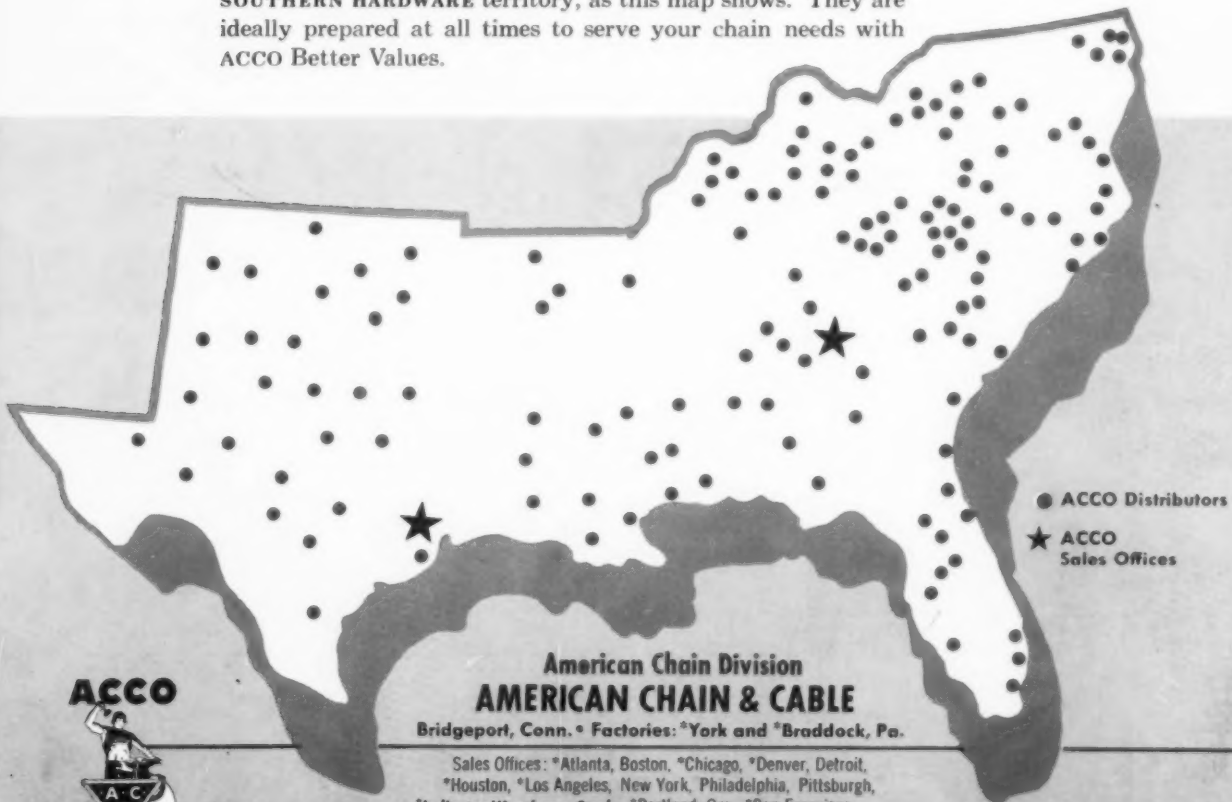 SOUTHERN HARDWARE territory, as this map shows. They are
ideally prepared at all times to serve your chain needs with
ACCO Better Values.
ACCO Distributors
ACCO
Sales Offices
ACCO
A C
American Chain Division
AMERICAN CHAIN & CABLE
Bridgeport, Conn. • Factories: *York and *Braddock, Pa.
Sales Offices: *Atlanta, Boston, *Chicago, *Denver, Detroit,
*Houston, *Los Angeles, New York, Philadelphia, Pittsburgh,